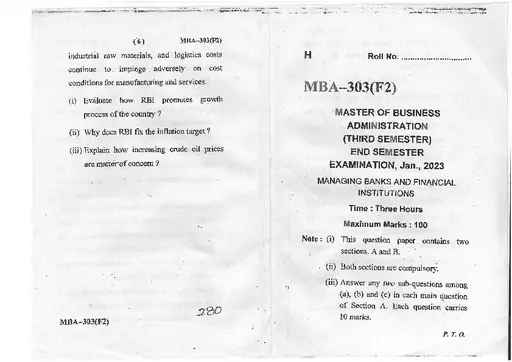 (6) MBA–303(F2)
industrial raw materials, and logistics costs
continue to impinge adversely on cost
conditions for manufacturing and services.
(i) Evaluate how RBI promotes growth
process of the country ?
(ii) Why does RBI fix the inflation target ?
(iii) Explain how increasing crude oil prices
are matter of concern ?
MBA–303(F2)
280
H Roll No. ..............................
MBA–303(F2)
MASTER OF BUSINESS
ADMINISTRATION
(THIRD SEMESTER)
END SEMESTER
EXAMINATION, Jan., 2023
MANAGING BANKS AND FINANCIAL
INSTITUTIONS
Time : Three Hours
Maximum Marks : 100
Note : (i) This question paper contains two
sections. A and B.
(ii) Both sections are compulsory.
(iii) Answer any two sub-questions among
(a), (b) and (c) in each main question
of Section A. Each question carries
10 marks.
P. T. O.